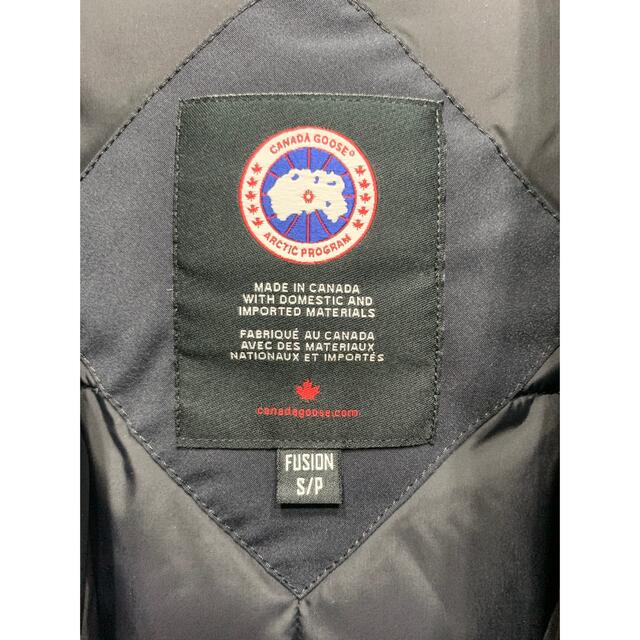 CANADA GOOSE®
ARCTIC PROGRAM
MADE IN CANADA
WITH DOMESTIC AND
IMPORTED MATERIALS
FABRIQUÉ AU CANADA
AVEC DES MATERIAUX
NATIONAUX ET IMPORTÉS
canadagoose.com
FUSION
S/P